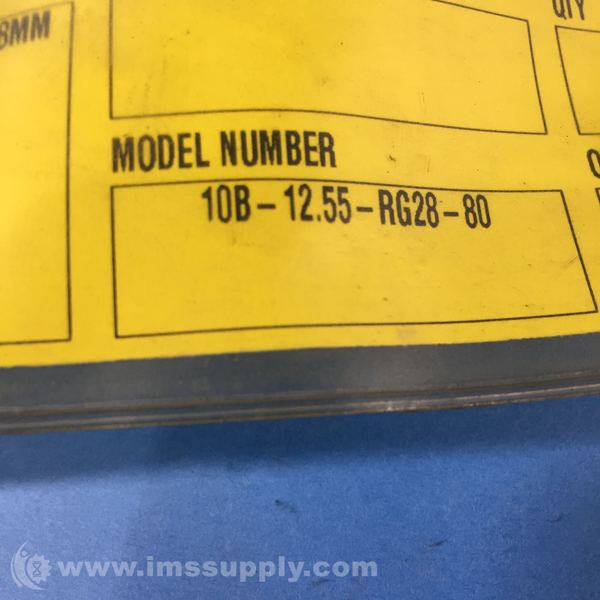 8MM
QTY
MODEL NUMBER
10B-12.55-RG28-80
www.imssupply.com